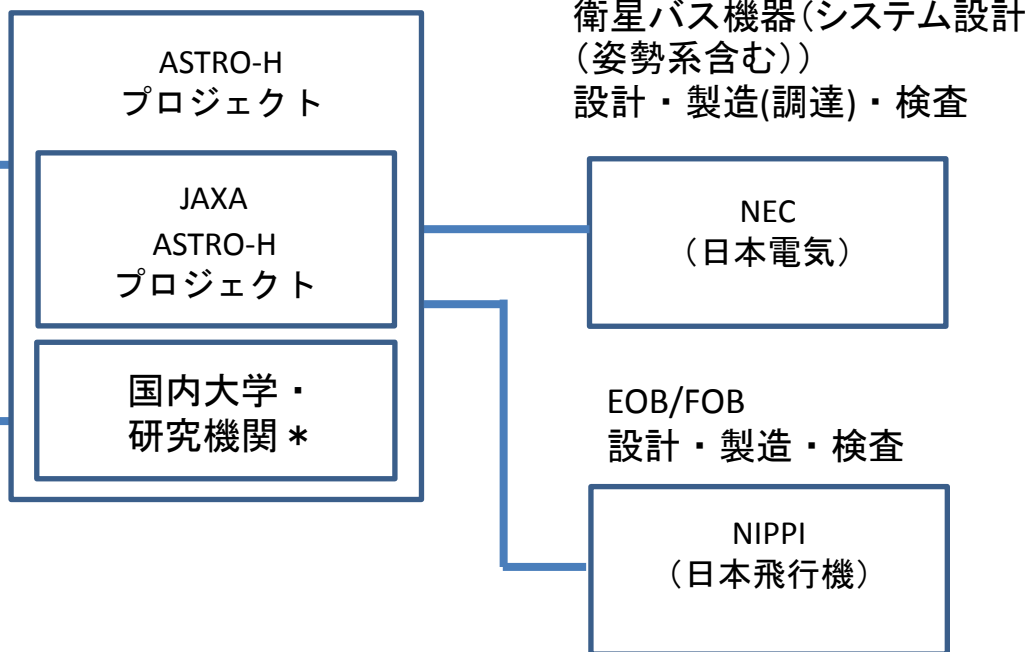 ASTRO-H
プロジェクト
JAXA
ASTRO-H
プロジェクト
国内大学・
研究機関＊
衛星バス機器（システム設計
（姿勢系含む））
設計・製造(調達)・検査
NEC
（日本電気）
EOB/FOB
設計・製造・検査
NIPPI
（日本飛行機）